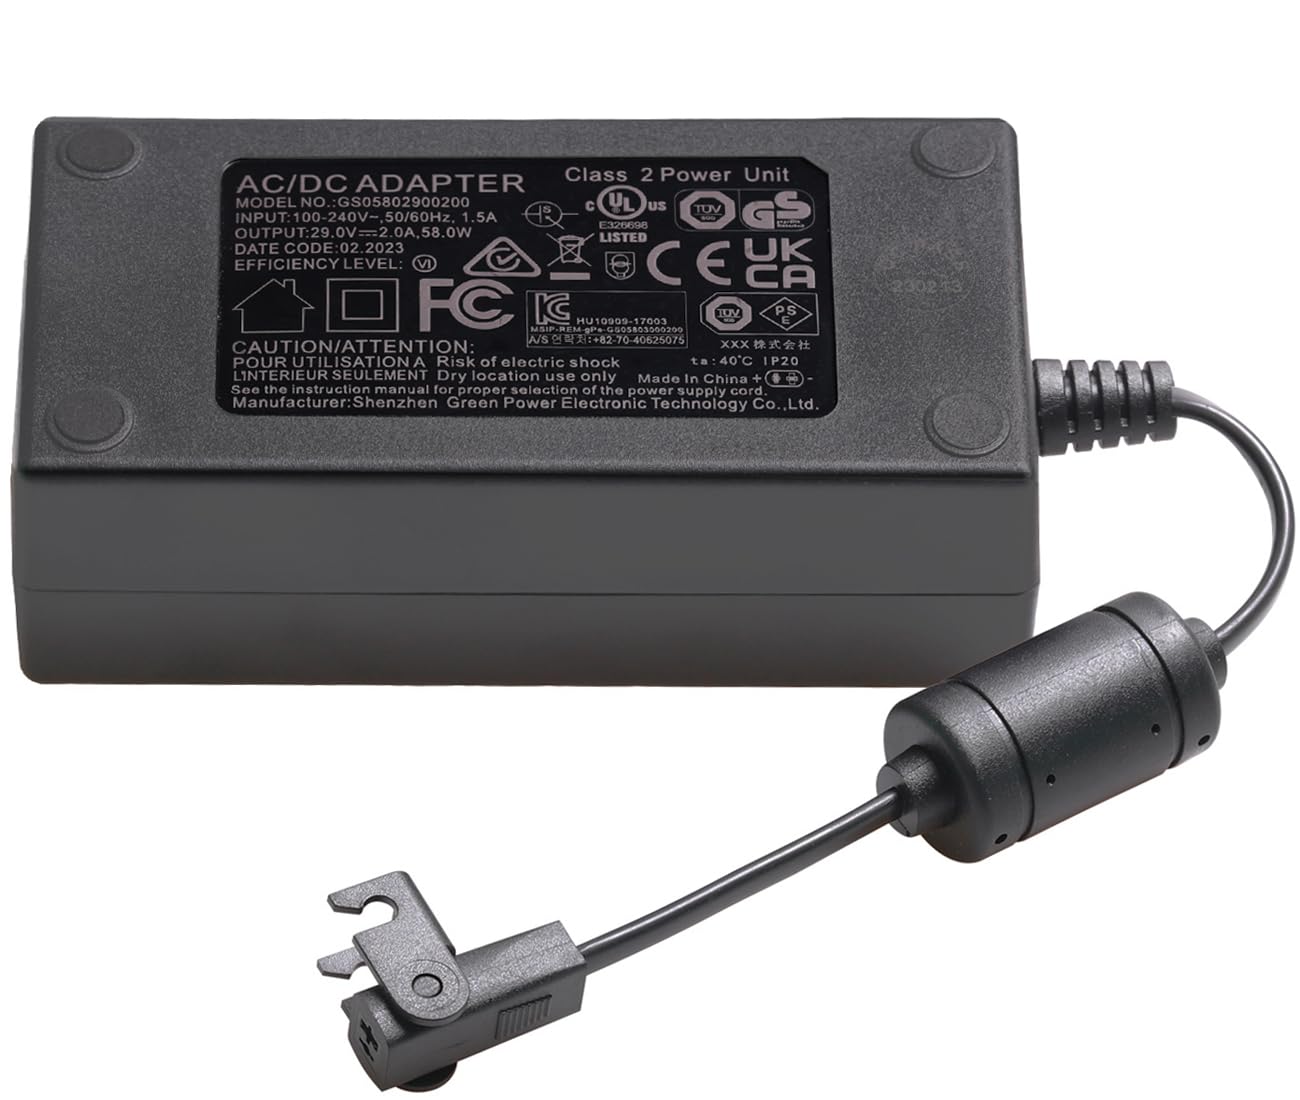 AC/DC ADAPTER
Class 2 Power Unit
MODEL NO.:GS05802900200
INPUT:100-240V~,50/60Hz, 1.5A
OUTPUT:29.0V⎓2.0A,58.0W
DATE CODE:02.2023
EFFICIENCY LEVEL: VI
S
C UL US
E326698
LISTED
TÜV
SÜD
GS
CE
UK
CA
FC
KC
HU10909-17003
MSIP-REM-gPe-GS05803000200
A/S 연락처:+82-70-40625075
TÜV
SÜD
PS
E
XXX 株式会社
ta:40℃ IP20
CAUTION/ATTENTION:
POUR UTILISATION A Risk of electric shock
L'INTERIEUR SEULEMENT Dry location use only
Made In China + -
See the instruction manual for proper selection of the power supply cord.
Manufacturer:Shenzhen Green Power Electronic Technology Co.,Ltd.